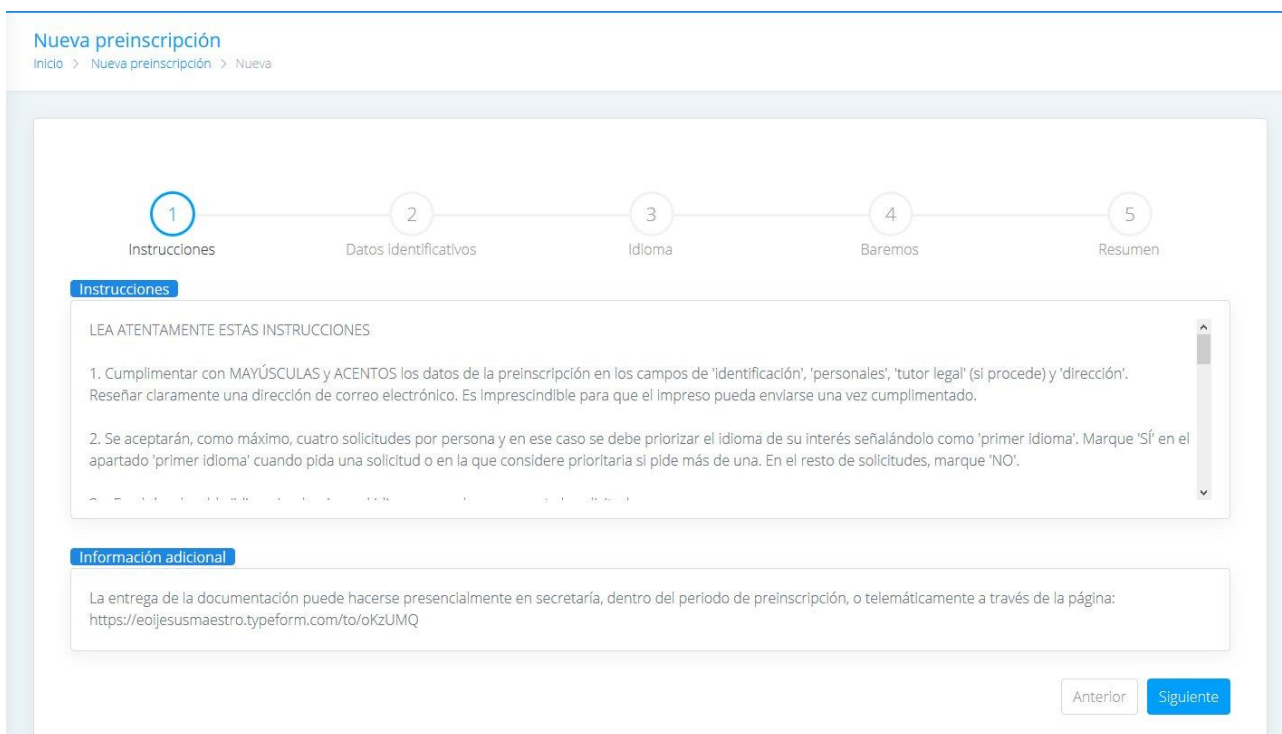 Nueva preinscripción
Inicio > Nueva preinscripción > Nueva
1 2 3 4 5
Instrucciones Datos identificativos Idioma Baremos Resumen
Instrucciones
LEA ATENTAMENTE ESTAS INSTRUCCIONES
1. Cumplimentar con MAYÚSCULAS y ACENTOS los datos de la preinscripción en los campos de 'identificación', 'personales', 'tutor legal' (si procede) y 'dirección'.
Reseñar claramente una dirección de correo electrónico. Es imprescindible para que el impreso pueda enviarse una vez cumplimentado.
2. Se aceptarán, como máximo, cuatro solicitudes por persona y en ese caso se debe priorizar el idioma de su interés señalándolo como 'primer idioma'. Marque 'SÍ' en el
apartado 'primer idioma' cuando pida una solicitud o en la que considere prioritaria si pide más de una. En el resto de solicitudes, marque 'NO'.
Información adicional
La entrega de la documentación puede hacerse presencialmente en secretaría, dentro del periodo de preinscripción, o telemáticamente a través de la página:
https://eoijesusmaestro.typeform.com/to/oKzUMQ
Anterior Siguiente